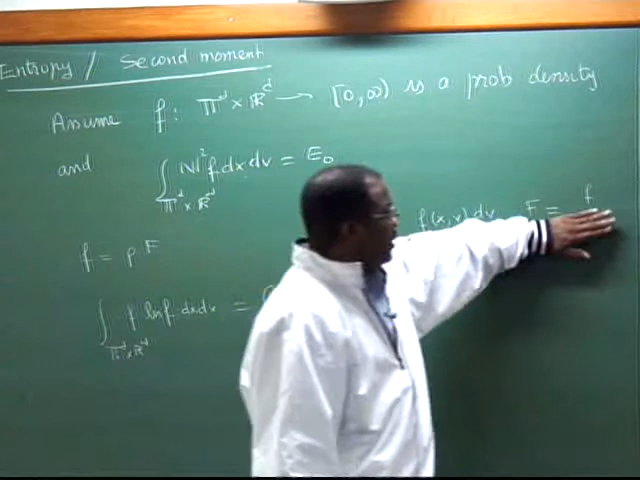 Entropy / Second moment
Assume f : Π^d × ℝ^d → [0, ∞) is a prob density
and ∫_{Π^d × ℝ^d} |v|² f dx dv = E₀
f = ρ F f(x, v) dv F = f
∫_{Π^d × ℝ^d} f ln f dx dv =